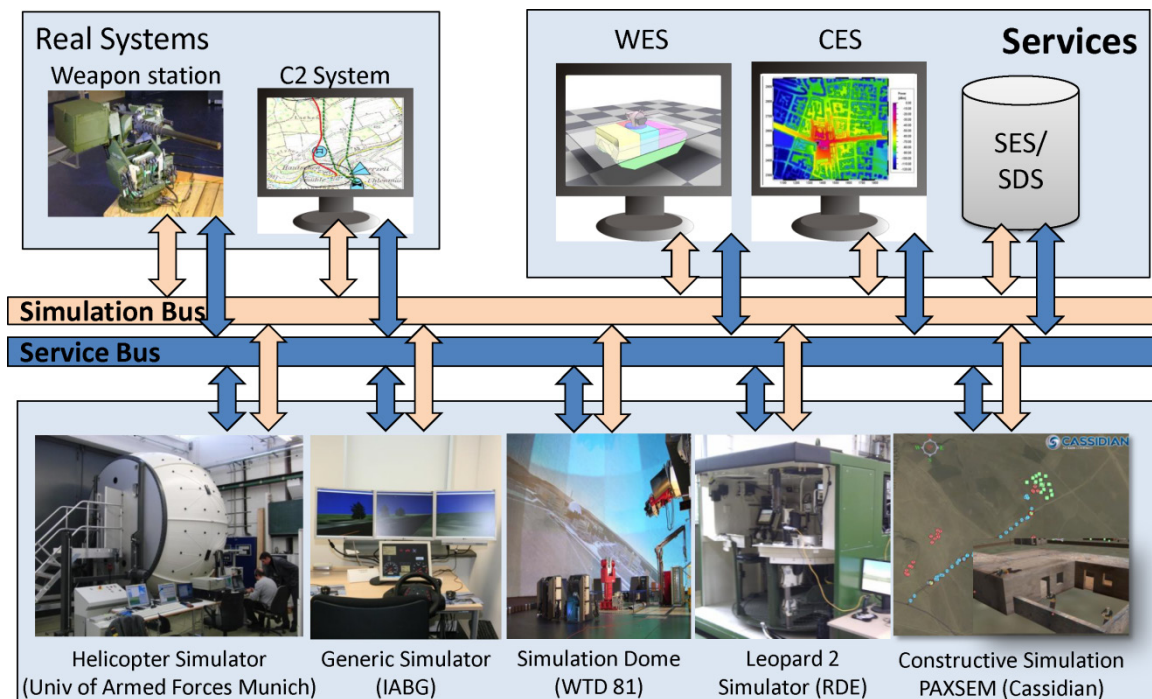 Real Systems
Weapon station
C2 System
WES
CES
Services
SES/
SDS
Simulation Bus
Service Bus
CASSIDIAN
Helicopter Simulator
(Univ of Armed Forces Munich)
Generic Simulator
(IABG)
Simulation Dome
(WTD 81)
Leopard 2
Simulator (RDE)
Constructive Simulation
PAXSEM (Cassidian)